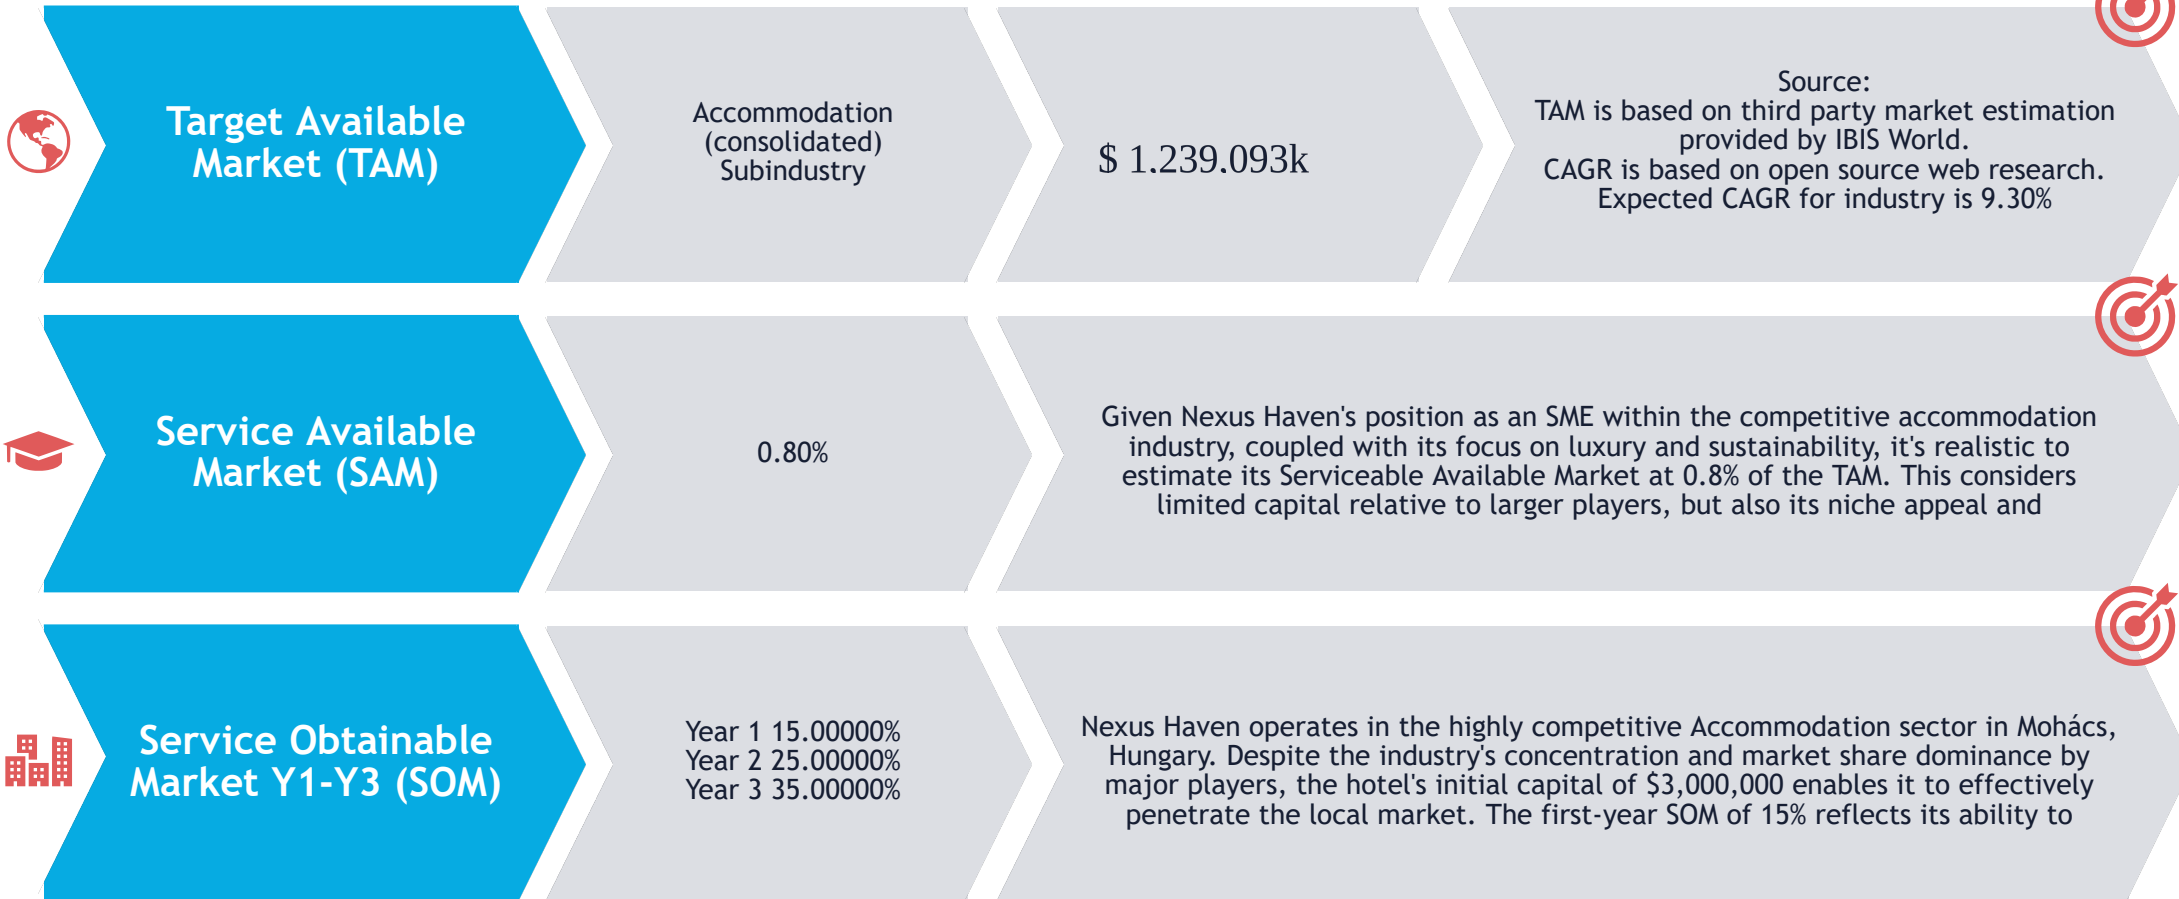 Target Available
Market (TAM)
Accommodation
(consolidated)
Subindustry
$ 1.239.093k
Source:
TAM is based on third party market estimation
provided by IBIS World.
CAGR is based on open source web research.
Expected CAGR for industry is 9.30%
Service Available
Market (SAM)
0.80%
Given Nexus Haven's position as an SME within the competitive accommodation
industry, coupled with its focus on luxury and sustainability, it's realistic to
estimate its Serviceable Available Market at 0.8% of the TAM. This considers
limited capital relative to larger players, but also its niche appeal and
Service Obtainable
Market Y1-Y3 (SOM)
Year 1 15.00000%
Year 2 25.00000%
Year 3 35.00000%
Nexus Haven operates in the highly competitive Accommodation sector in Mohács,
Hungary. Despite the industry's concentration and market share dominance by
major players, the hotel's initial capital of $3,000,000 enables it to effectively
penetrate the local market. The first-year SOM of 15% reflects its ability to